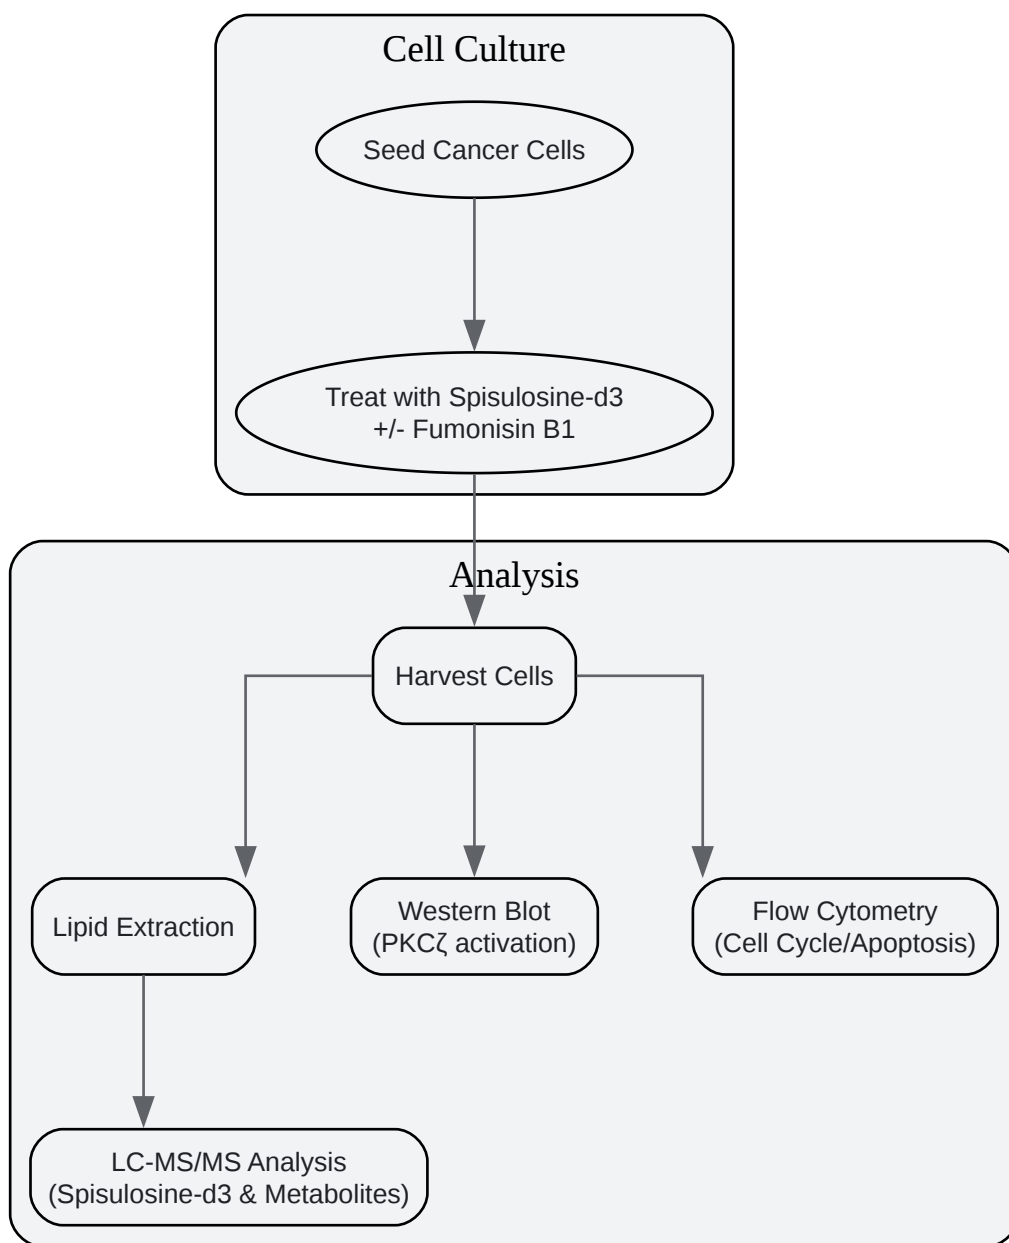 Cell Culture
Seed Cancer Cells
Treat with Spisulosine-d3
+/- Fumonisin B1
Analysis
Harvest Cells
Lipid Extraction
Western Blot
(PKCζ activation)
Flow Cytometry
(Cell Cycle/Apoptosis)
LC-MS/MS Analysis
(Spisulosine-d3 & Metabolites)